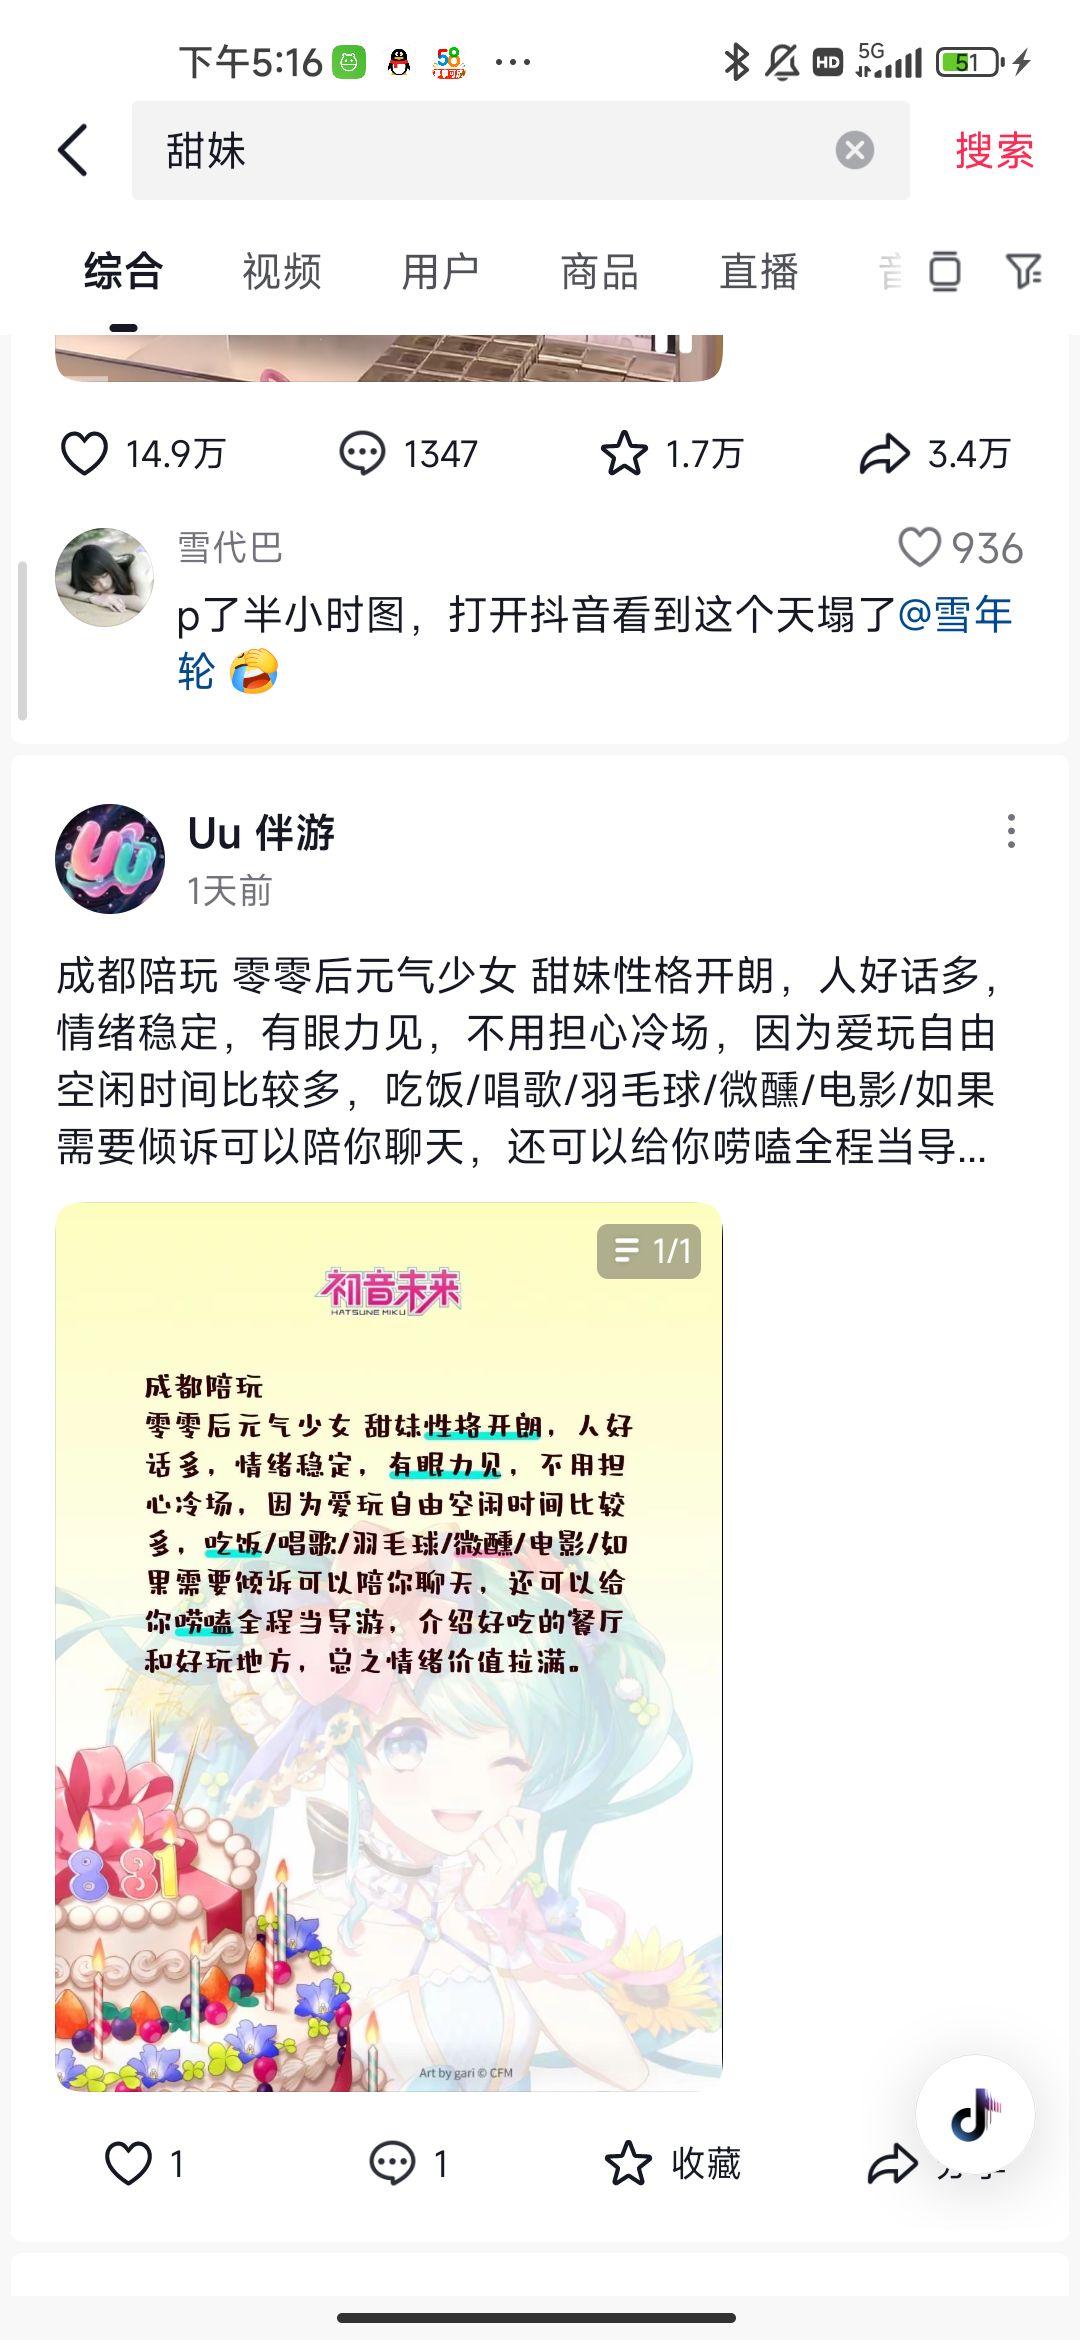 下午5:16
58
HD
5G
51
甜妹
搜索
综合
视频
用户
商品
直播
14.9万
1347
1.7万
3.4万
雪代巴
936
p了半小时图，打开抖音看到这个天塌了@雪年
轮
Uu
Uu 伴游
1天前
成都陪玩 零零后元气少女 甜妹性格开朗，人好话多，
情绪稳定，有眼力见，不用担心冷场，因为爱玩自由
空闲时间比较多，吃饭/唱歌/羽毛球/微醺/电影/如果
需要倾诉可以陪你聊天，还可以给你唠嗑全程当导...
1/1
初音未来
HATSUNE MIKU
成都陪玩
零零后元气少女 甜妹性格开朗，人好
话多，情绪稳定，有眼力见，不用担
心冷场，因为爱玩自由空闲时间比较
多，吃饭/唱歌/羽毛球/微醺/电影/如
果需要倾诉可以陪你聊天，还可以给
你唠嗑全程当导游，介绍好吃的餐厅
和好玩地方，总之情绪价值拉满。
831
Art by gari © CFM
1
1
收藏